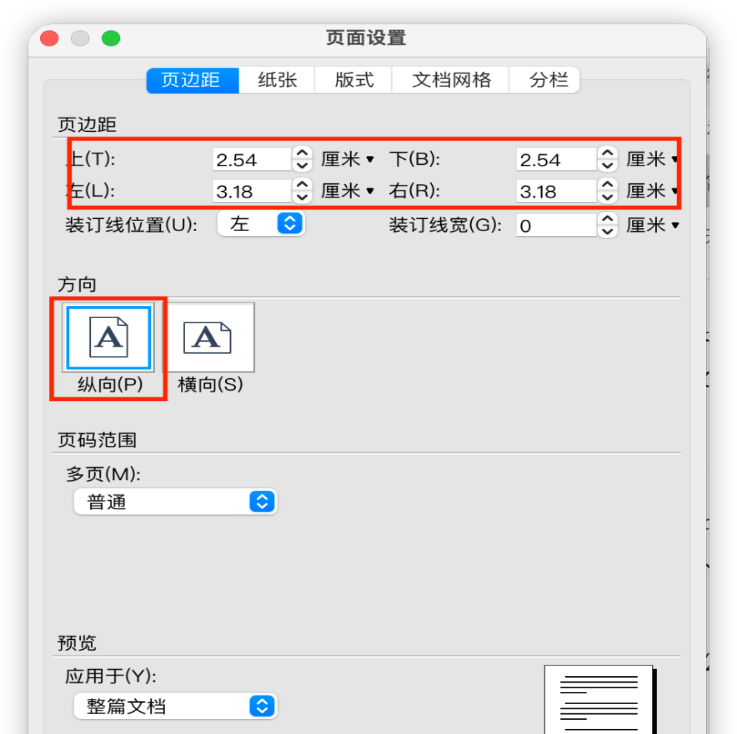 页面设置
页边距 纸张 版式 文档网格 分栏
页边距
上(T): 2.54 厘米 下(B): 2.54 厘米
左(L): 3.18 厘米 右(R): 3.18 厘米
装订线位置(U): 左 装订线宽(G): 0 厘米
方向
A A
纵向(P) 横向(S)
页码范围
多页(M):
普通
预览
应用于(Y):
整篇文档